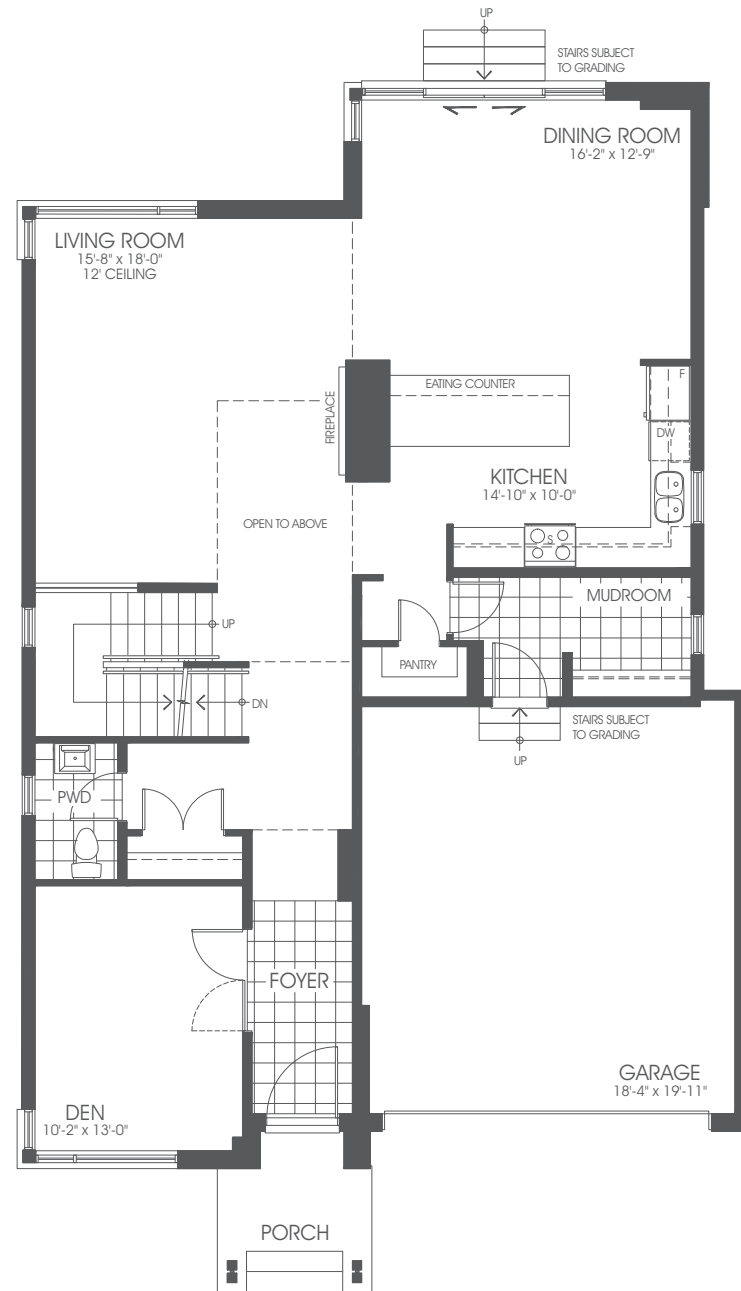 UP
STAIRS SUBJECT
TO GRADING
DINING ROOM
16'-2" x 12'-9"
LIVING ROOM
15'-8" x 18'-0"
12' CEILING
F
EATING COUNTER
FIREPLACE
DW
KITCHEN
14'-10" x 10'-0"
OPEN TO ABOVE
S
MUDROOM
UP
PANTRY
DN
STAIRS SUBJECT
TO GRADING
UP
PWD
FOYER
GARAGE
18'-4" x 19'-11"
DEN
10'-2" x 13'-0"
PORCH